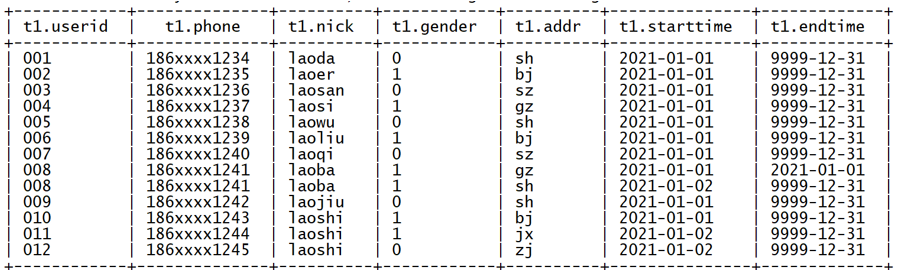 | t1.userid | t1.phone | t1.nick | t1.gender | t1.addr | t1.starttime | t1.endtime |
| 001 | 186xxxx1234 | laoda | 0 | sh | 2021-01-01 | 9999-12-31 |
| 002 | 186xxxx1235 | laoer | 1 | bj | 2021-01-01 | 9999-12-31 |
| 003 | 186xxxx1236 | laosan | 0 | sz | 2021-01-01 | 9999-12-31 |
| 004 | 186xxxx1237 | laosi | 1 | gz | 2021-01-01 | 9999-12-31 |
| 005 | 186xxxx1238 | laowu | 0 | sh | 2021-01-01 | 9999-12-31 |
| 006 | 186xxxx1239 | laoliu | 1 | bj | 2021-01-01 | 9999-12-31 |
| 007 | 186xxxx1240 | laoqi | 0 | sz | 2021-01-01 | 9999-12-31 |
| 008 | 186xxxx1241 | laoba | 1 | gz | 2021-01-01 | 2021-01-01 |
| 008 | 186xxxx1241 | laoba | 1 | sh | 2021-01-02 | 9999-12-31 |
| 009 | 186xxxx1242 | laojiu | 0 | sh | 2021-01-01 | 9999-12-31 |
| 010 | 186xxxx1243 | laoshi | 1 | bj | 2021-01-01 | 9999-12-31 |
| 011 | 186xxxx1244 | laoshi | 1 | jx | 2021-01-02 | 9999-12-31 |
| 012 | 186xxxx1245 | laoshi | 0 | zj | 2021-01-02 | 9999-12-31 |